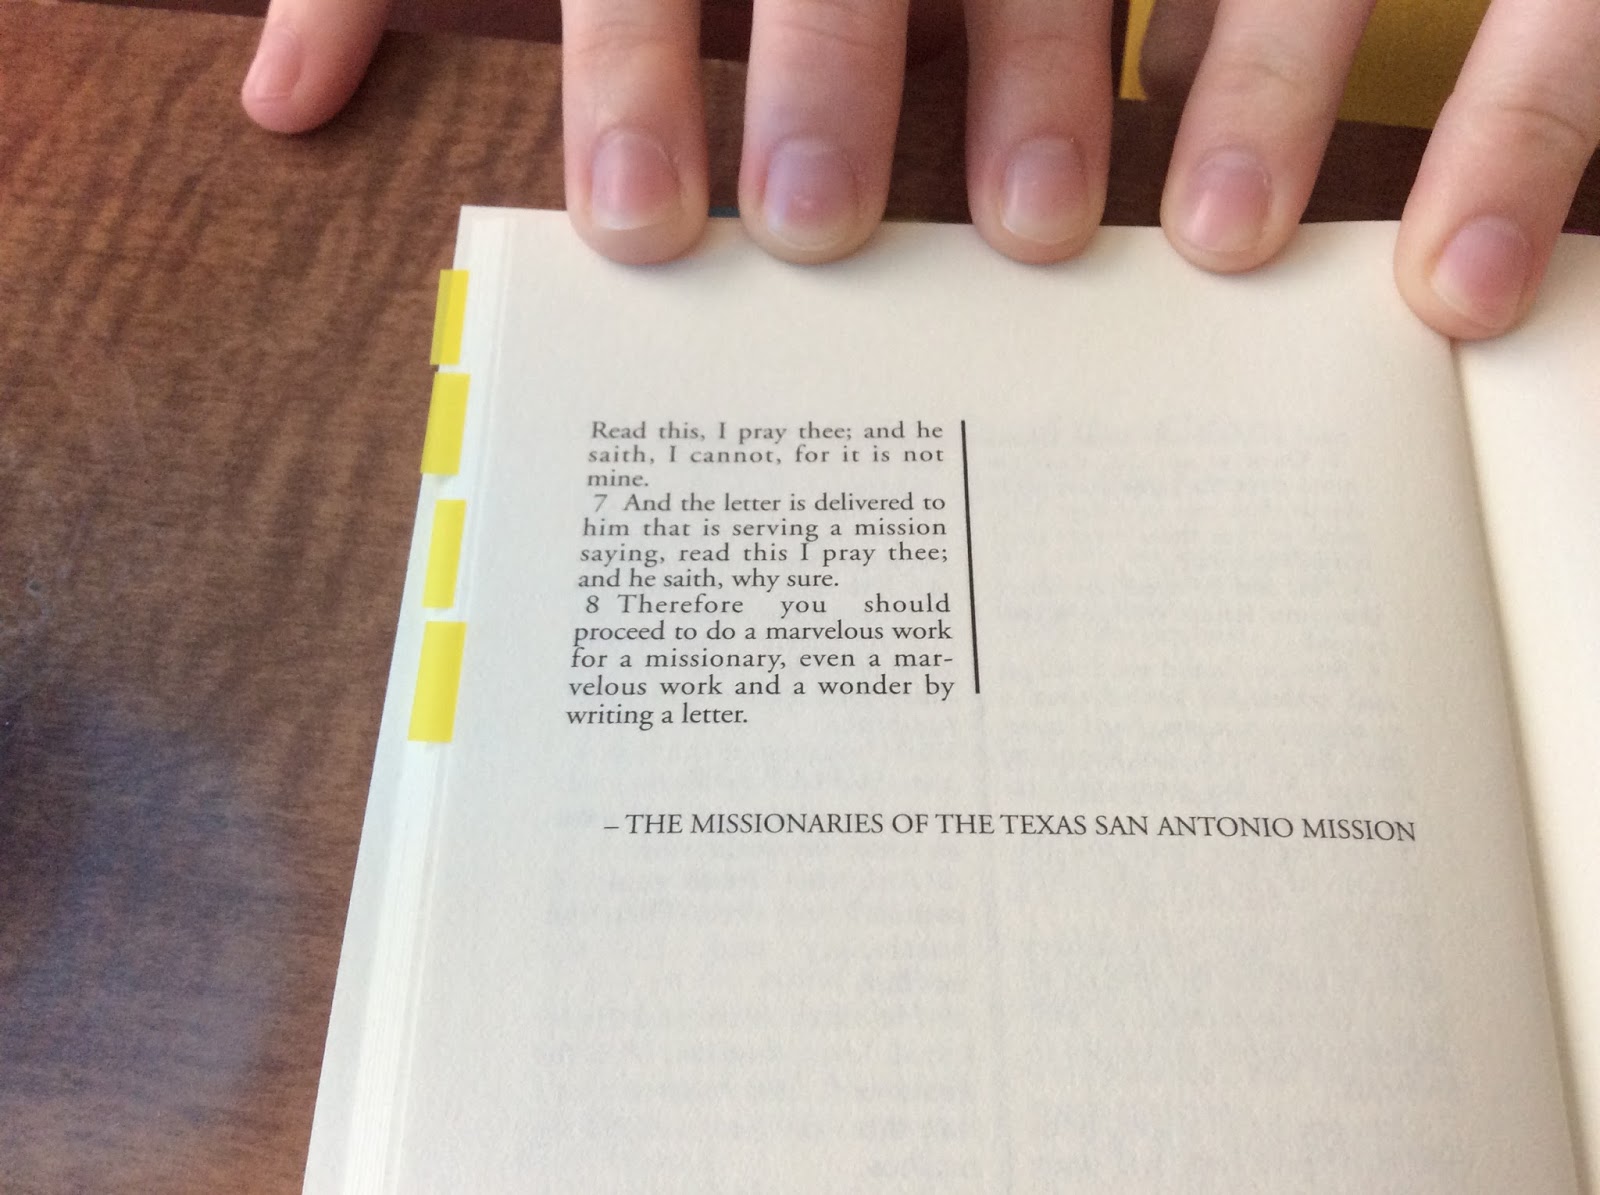 Read this, I pray thee; and he
saith, I cannot, for it is not
mine.
7 And the letter is delivered to
him that is serving a mission
saying, read this I pray thee;
and he saith, why sure.
8 Therefore you should
proceed to do a marvelous work
for a missionary, even a mar-
velous work and a wonder by
writing a letter.
– THE MISSIONARIES OF THE TEXAS SAN ANTONIO MISSION